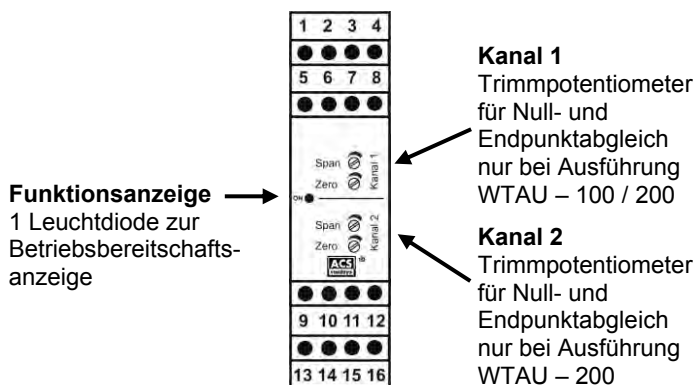 1 2 3 4
5 6 7 8
Span
Zero
Kanal 1
ON
Span
Zero
Kanal 2
ACS
9 10 11 12
13 14 15 16
Funktionsanzeige
1 Leuchtdiode zur
Betriebsbereitschafts-
anzeige
Kanal 1
Trimmpotentiometer
für Null- und
Endpunktabgleich
nur bei Ausführung
WTAU – 100 / 200
Kanal 2
Trimmpotentiometer
für Null- und
Endpunktabgleich
nur bei Ausführung
WTAU – 200